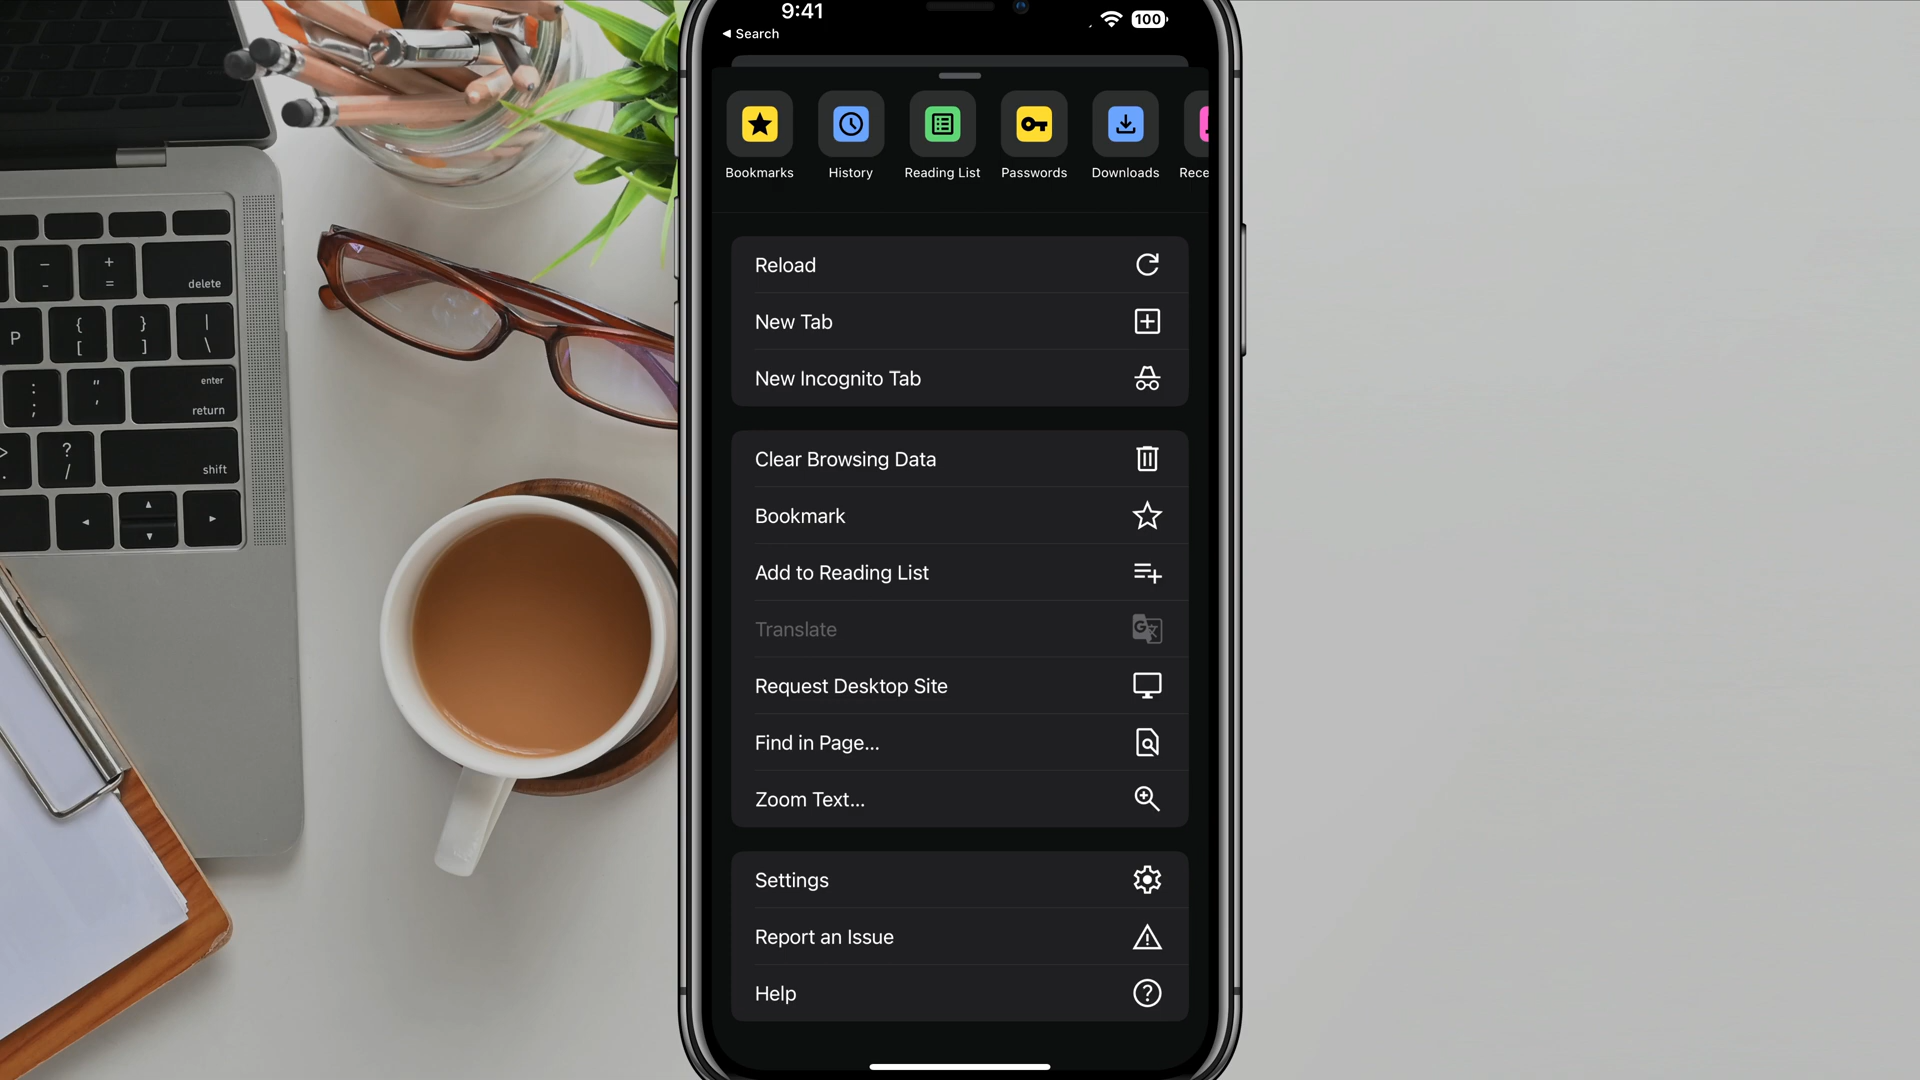 9:41
100
◀ Search
Bookmarks
History
Reading List
Passwords
Downloads
Rece
Reload
New Tab
New Incognito Tab
Clear Browsing Data
Bookmark
Add to Reading List
Translate
Request Desktop Site
Find in Page...
Zoom Text...
Settings
Report an Issue
Help
delete
P
enter
return
shift